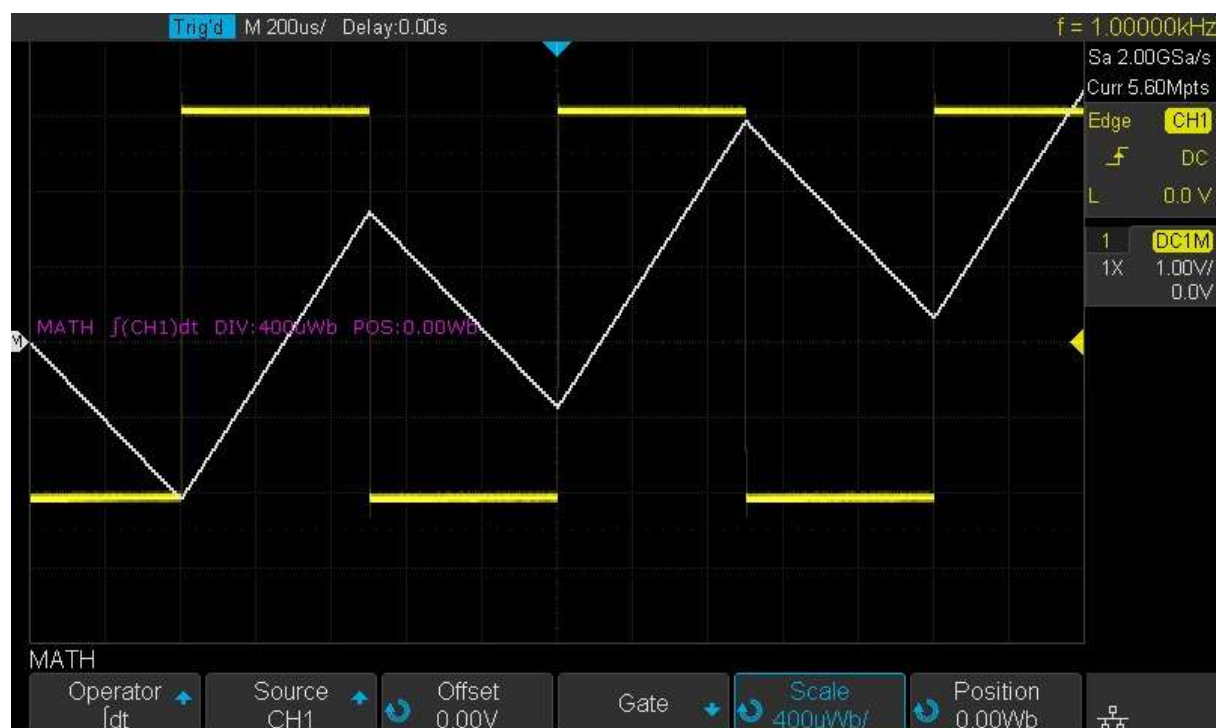 Trig'd M 200us/ Delay:0.00s f = 1.00000kHz
Sa 2.00GSa/s
Curr 5.60Mpts
Edge CH1
DC
L 0.0 V
1 DC1M
1X 1.00V/
0.0V
MATH ∫(CH1)dt DIV:400uWb POS:0.00Wb
M
MATH
Operator Source Offset Gate Scale Position
∫dt CH1 0.00V 400uWb/ 0.00Wb